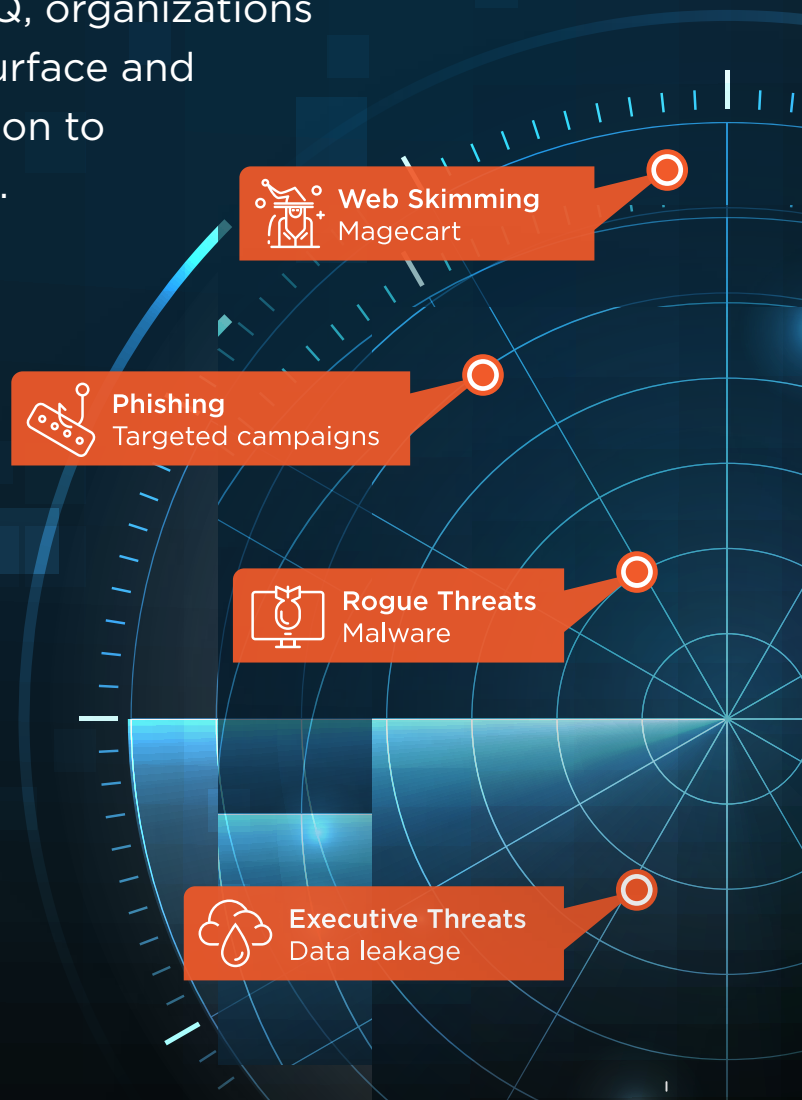 Q, organizations
urface and
on to
.
Web Skimming
Magecart
Phishing
Targeted campaigns
Rogue Threats
Malware
Executive Threats
Data leakage